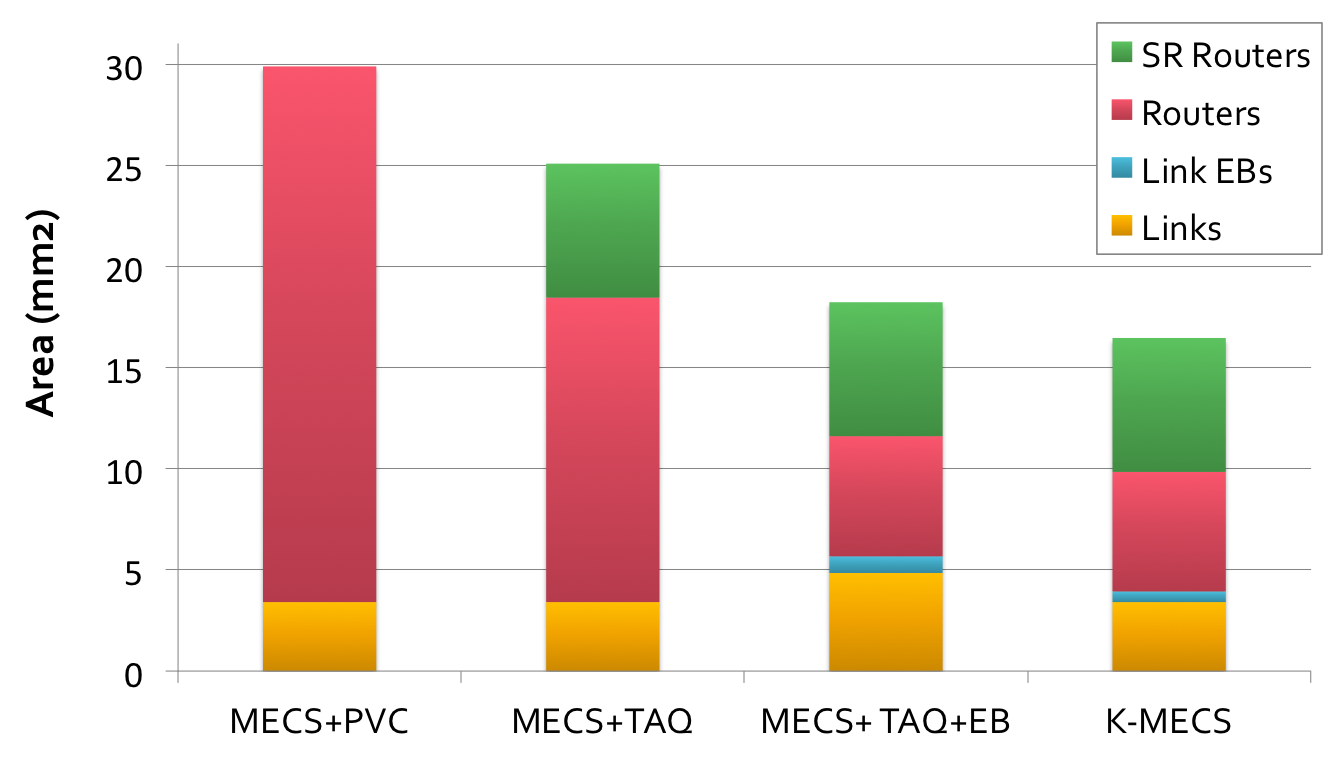 SR Routers
Routers
Link EBs
Links
Area (mm2)
30
25
20
15
10
5
0
MECS+PVC
MECS+TAQ
MECS+ TAQ+EB
K-MECS